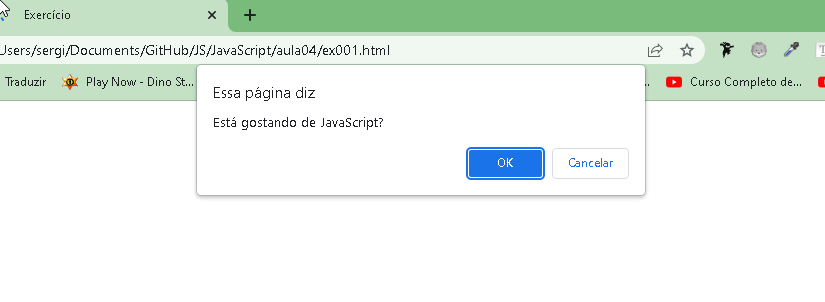 Exercício
Users/sergi/Documents/GitHub/JS/JavaScript/aula04/ex001.html
Traduzir
Play Now - Dino St...
Curso Completo de...
Essa página diz
Está gostando de JavaScript?
OK
Cancelar